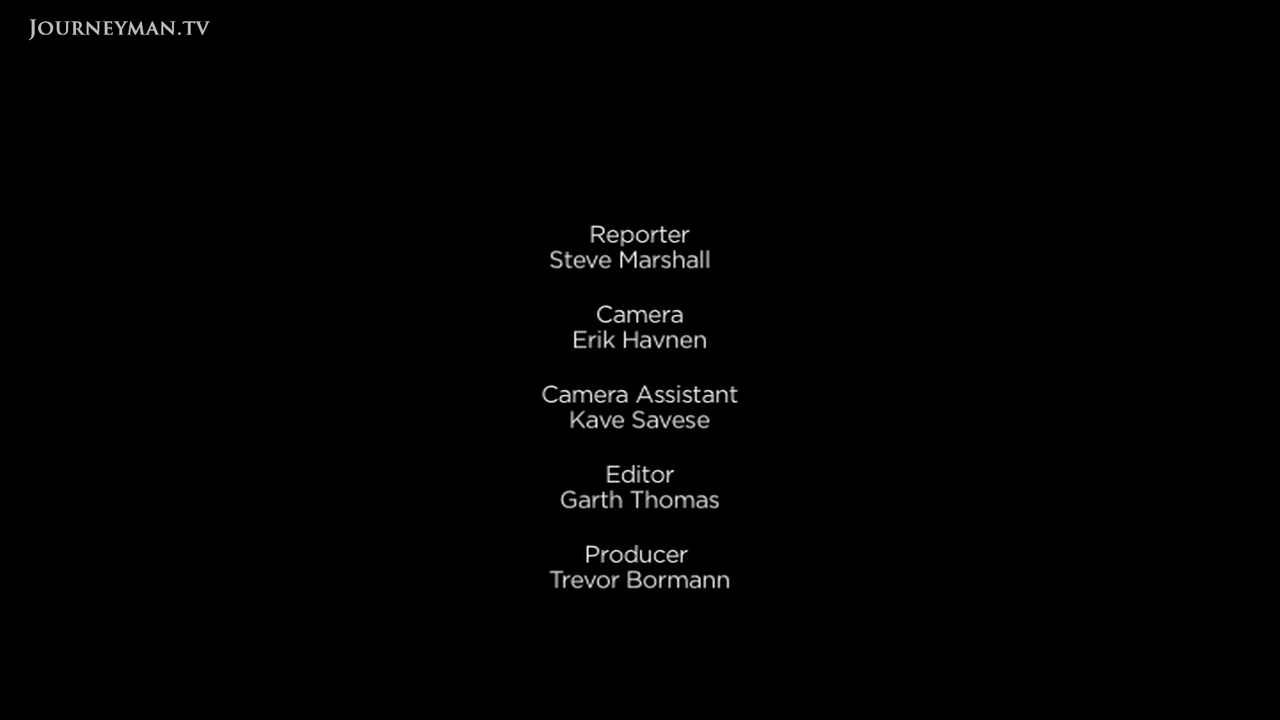 JOURNEYMAN.TV
Reporter
Steve Marshall
Camera
Erik Havnen
Camera Assistant
Kave Savese
Editor
Garth Thomas
Producer
Trevor Bormann